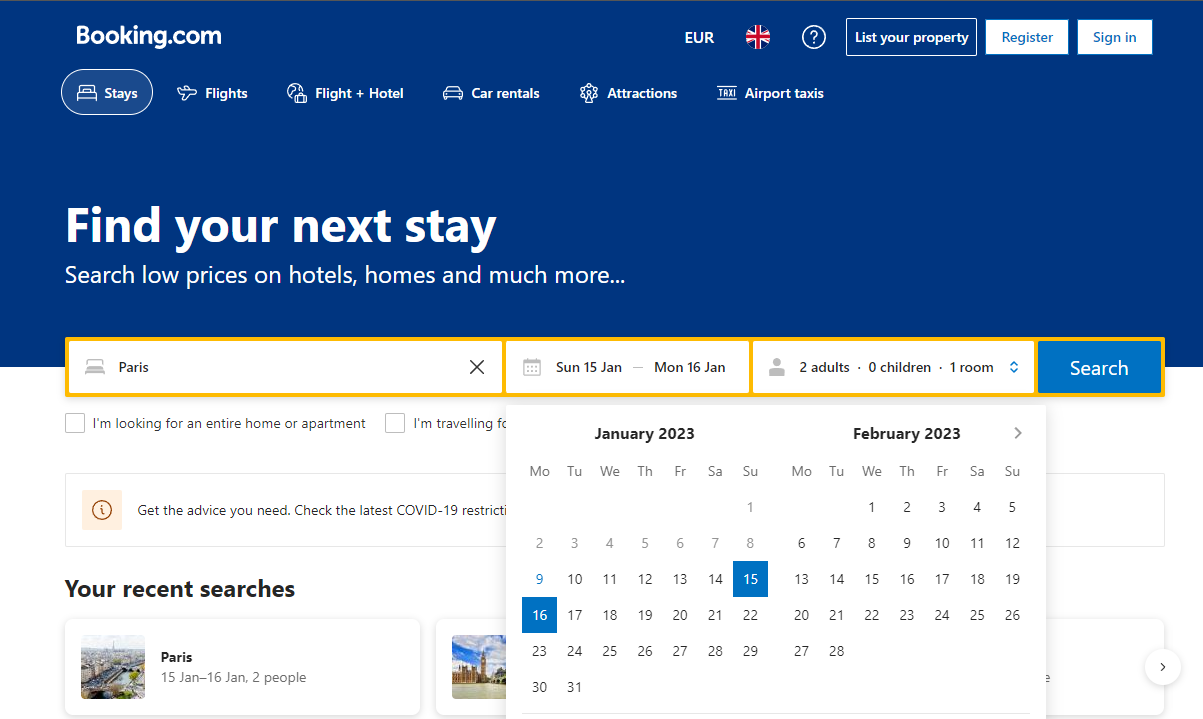 Booking.com
EUR
List your property
Register
Sign in
Stays
Flights
Flight + Hotel
Car rentals
Attractions
TAXI
Airport taxis
Find your next stay
Search low prices on hotels, homes and much more...
Paris
Sun 15 Jan — Mon 16 Jan
2 adults · 0 children · 1 room
Search
I'm looking for an entire home or apartment
I'm travelling fo
January 2023
Mo Tu We Th Fr Sa Su
1
2 3 4 5 6 7 8
9 10 11 12 13 14 15
16 17 18 19 20 21 22
23 24 25 26 27 28 29
30 31
February 2023
Mo Tu We Th Fr Sa Su
1 2 3 4 5
6 7 8 9 10 11 12
13 14 15 16 17 18 19
20 21 22 23 24 25 26
27 28
Get the advice you need. Check the latest COVID-19 restricti
Your recent searches
Paris
15 Jan–16 Jan, 2 people